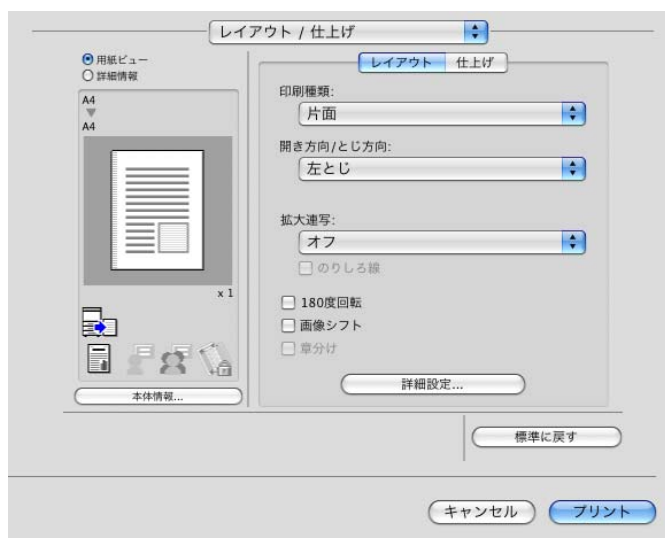 レイアウト / 仕上げ
用紙ビュー
詳細情報
A4
A4
x 1
本体情報...
レイアウト 仕上げ
印刷種類:
片面
開き方向/とじ方向:
左とじ
拡大連写:
オフ
のりしろ線
180度回転
画像シフト
章分け
詳細設定...
標準に戻す
キャンセル プリント